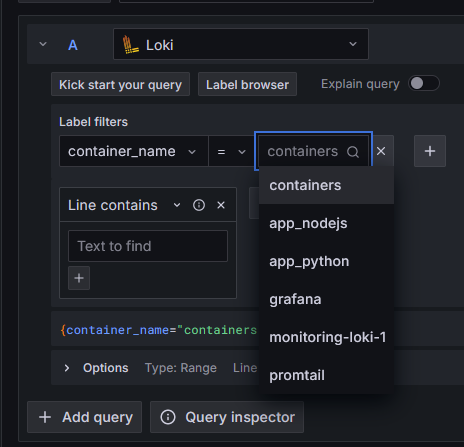 A
Loki
Kick start your query
Label browser
Explain query
Label filters
container_name
=
containers
containers
app_nodejs
app_python
grafana
monitoring-loki-1
promtail
Line contains
Text to find
{container_name="containers
Options
Type: Range
Line
Add query
Query inspector